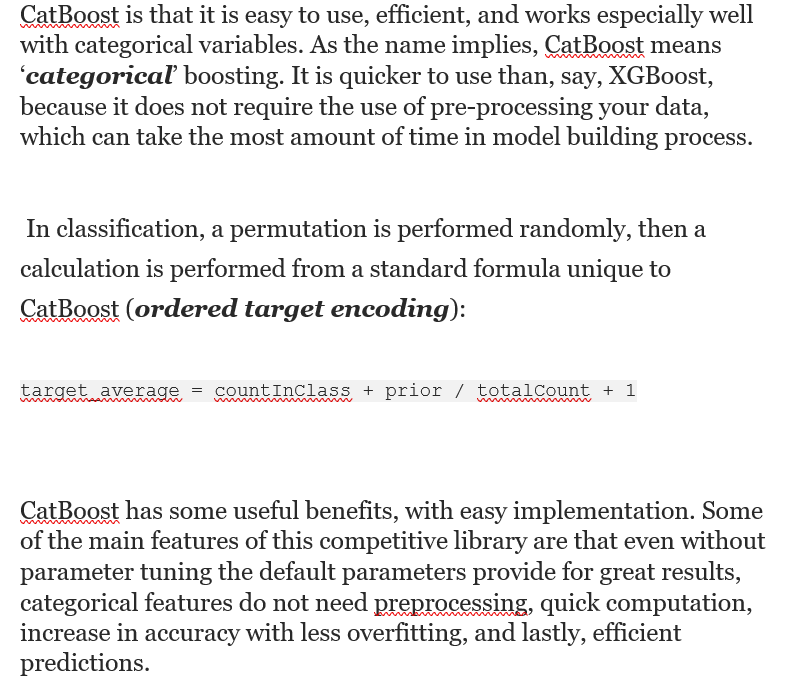 CatBoost is that it is easy to use, efficient, and works especially well
with categorical variables. As the name implies, CatBoost means
‘categorical’ boosting. It is quicker to use than, say, XGBoost,
because it does not require the use of pre-processing your data,
which can take the most amount of time in model building process.
In classification, a permutation is performed randomly, then a
calculation is performed from a standard formula unique to
CatBoost (ordered target encoding):
target_average = countInClass + prior / totalCount + 1
CatBoost has some useful benefits, with easy implementation. Some
of the main features of this competitive library are that even without
parameter tuning the default parameters provide for great results,
categorical features do not need preprocessing, quick computation,
increase in accuracy with less overfitting, and lastly, efficient
predictions.